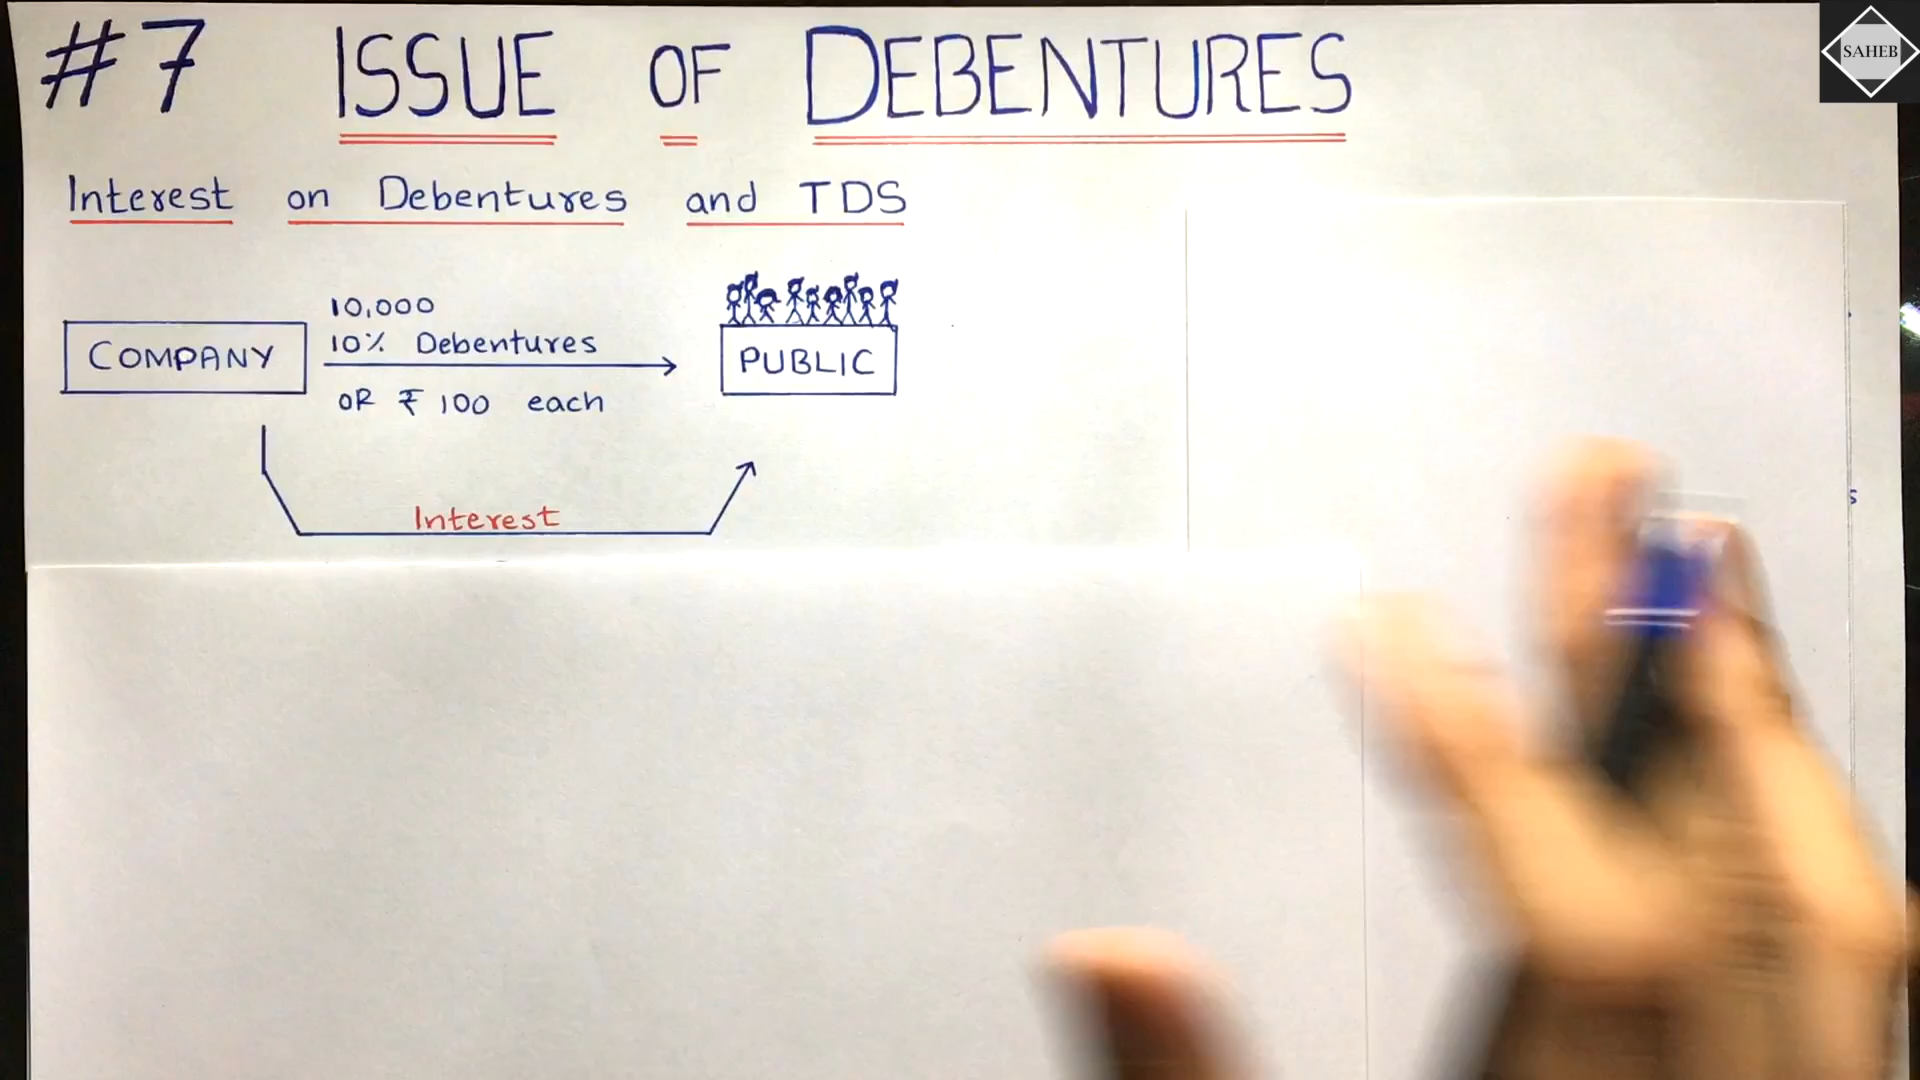 #7 ISSUE OF DEBENTURES
SAHEB
Interest on Debentures and TDS
10,000
10% Debentures
COMPANY
PUBLIC
OR ₹ 100 each
Interest
s